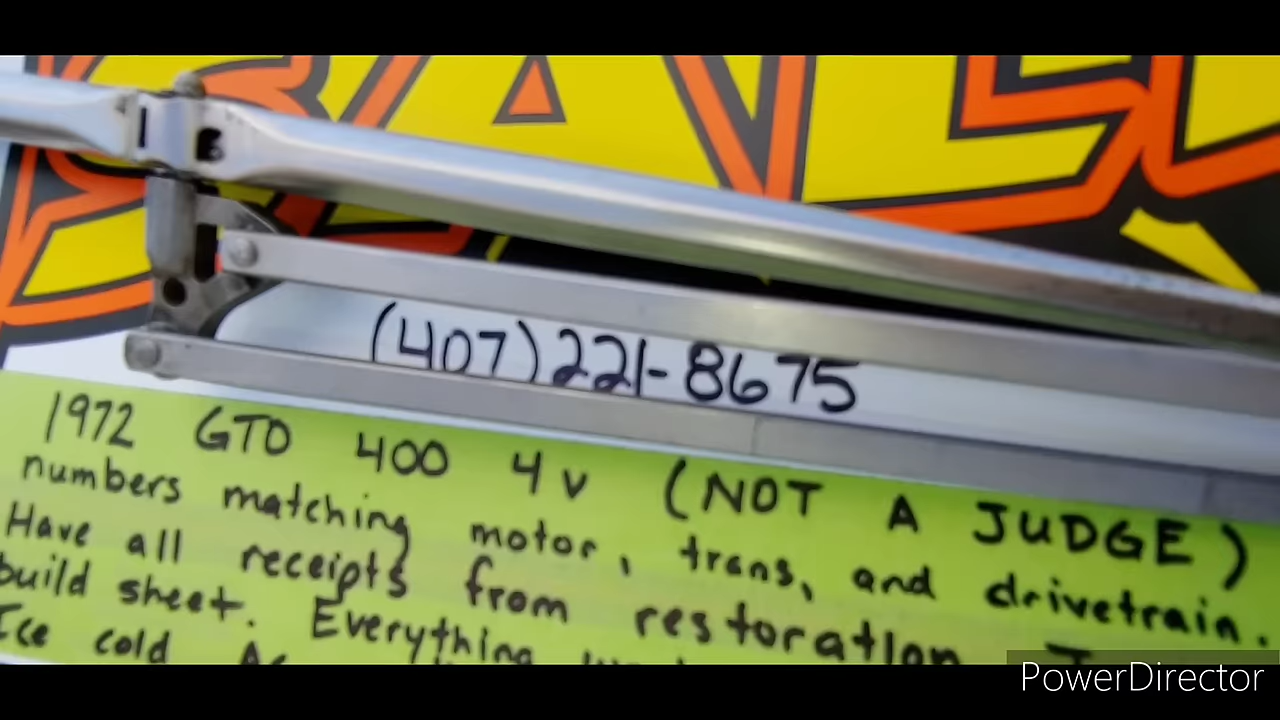 SALE
(407)221-8675
1972 GTO 400 4v (NOT A JUDGE)
numbers matching motor, trans, and drivetrain.
Have all receipts from restoration
build sheet. Everything
Ice cold
PowerDirector